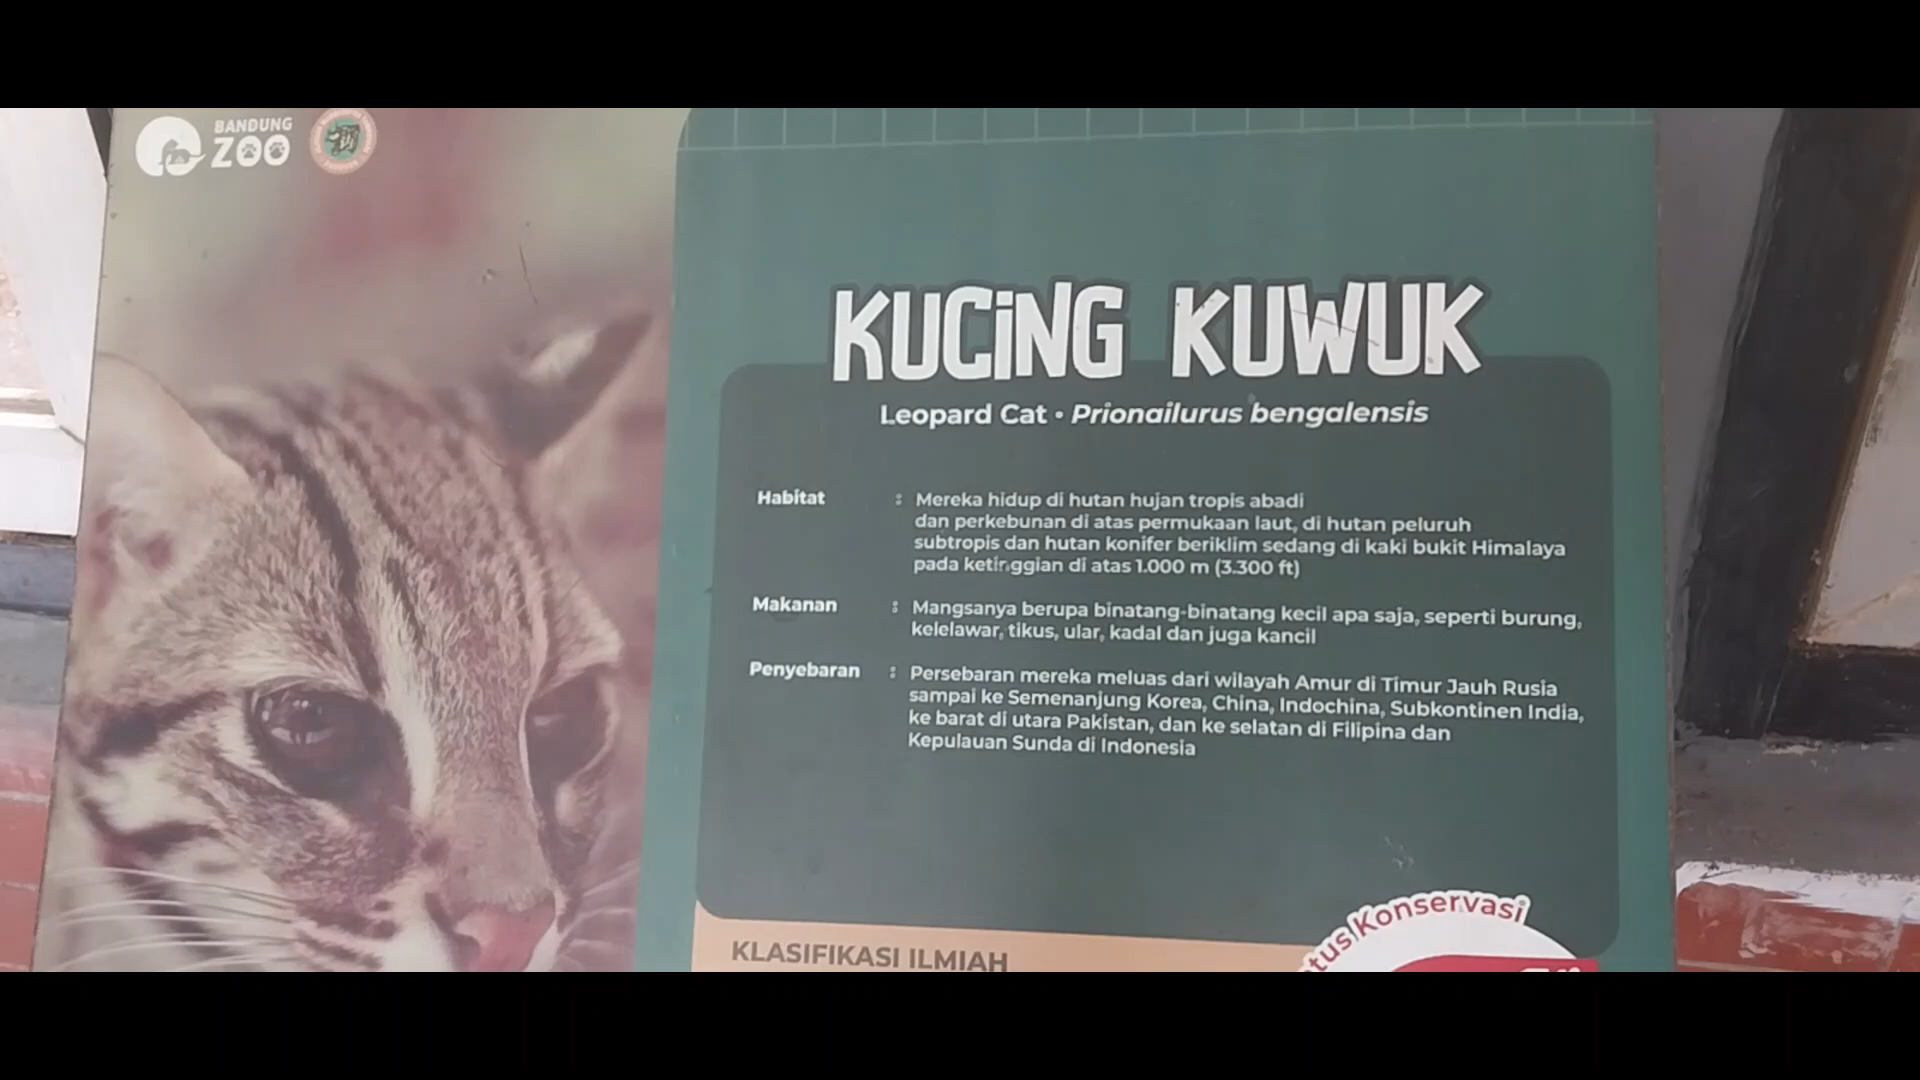 BANDUNG
ZOO
KUCING KUWUK
Leopard Cat • Prionailurus bengalensis
Habitat : Mereka hidup di hutan hujan tropis abadi
dan perkebunan di atas permukaan laut, di hutan peluruh
subtropis dan hutan konifer beriklim sedang di kaki bukit Himalaya
pada ketinggian di atas 1.000 m (3.300 ft)
Makanan : Mangsanya berupa binatang-binatang kecil apa saja, seperti burung,
kelelawar, tikus, ular, kadal dan juga kancil
Penyebaran : Persebaran mereka meluas dari wilayah Amur di Timur Jauh Rusia
sampai ke Semenanjung Korea, China, Indochina, Subkontinen India,
ke barat di utara Pakistan, dan ke selatan di Filipina dan
Kepulauan Sunda di Indonesia
KLASIFIKASI ILMIAH
tus Konservasi